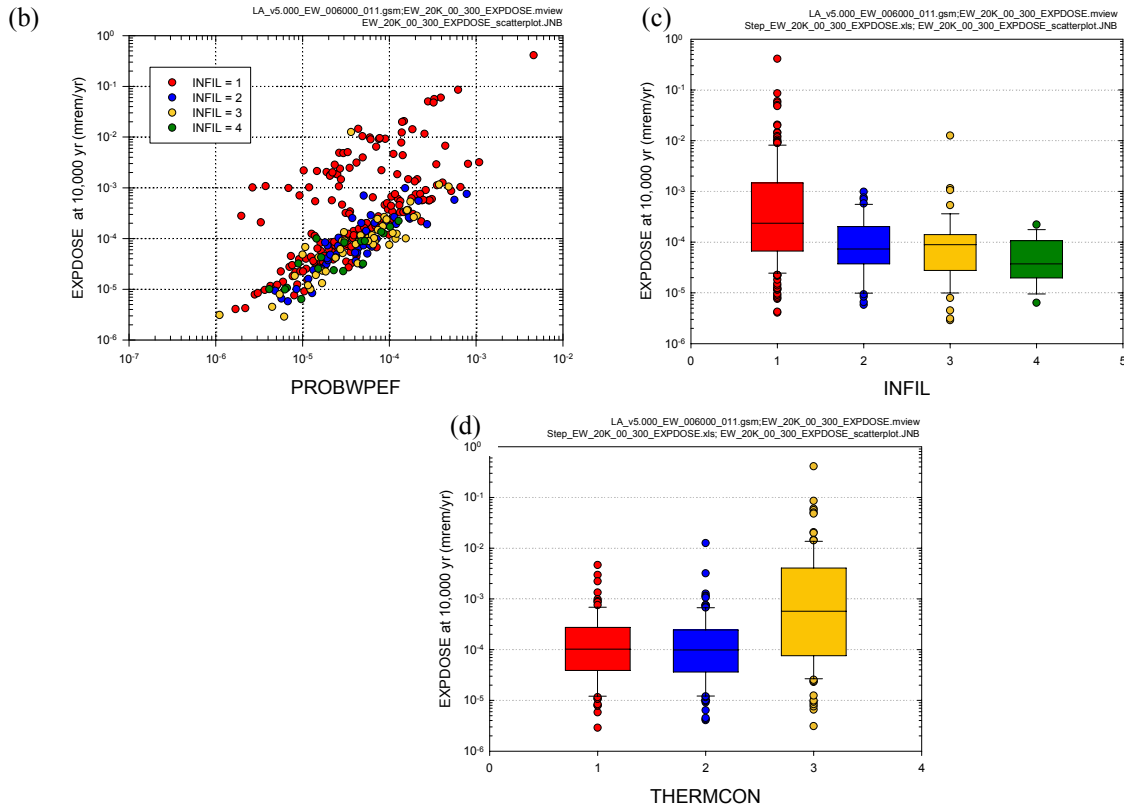 (b)
LA_v5.000_EW_006000_011.gsm;EW_20K_00_300_EXPDOSE.mview
EW_20K_00_300_EXPDOSE_scatterplot.JNB
EXPDOSE at 10,000 yr (mrem/yr)
10^0
10^-1
10^-2
10^-3
10^-4
10^-5
10^-6
INFIL = 1
INFIL = 2
INFIL = 3
INFIL = 4
10^-7 10^-6 10^-5 10^-4 10^-3 10^-2
PROBWPEF
(c)
LA_v5.000_EW_006000_011.gsm;EW_20K_00_300_EXPDOSE.mview
Step_EW_20K_00_300_EXPDOSE.xls; EW_20K_00_300_EXPDOSE_scatterplot.JNB
EXPDOSE at 10,000 yr (mrem/yr)
10^0
10^-1
10^-2
10^-3
10^-4
10^-5
10^-6
0 1 2 3 4 5
INFIL
(d)
LA_v5.000_EW_006000_011.gsm;EW_20K_00_300_EXPDOSE.mview
Step_EW_20K_00_300_EXPDOSE.xls; EW_20K_00_300_EXPDOSE_scatterplot.JNB
EXPDOSE at 10,000 yr (mrem/yr)
10^0
10^-1
10^-2
10^-3
10^-4
10^-5
10^-6
0 1 2 3 4
THERMCON